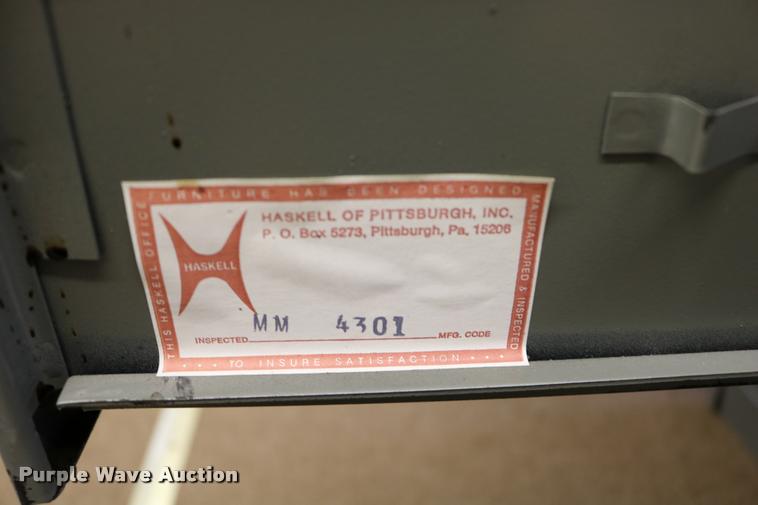 THIS HASKELL OFFICE FURNITURE HAS BEEN DESIGNED MANUFACTURED & INSPECTED
HASKELL OF PITTSBURGH, INC.
P. O. Box 5273, Pittsburgh, Pa. 15206
HASKELL
MM 4301
INSPECTED MFG. CODE
• • • TO INSURE SATISFACTION • • •
Purple Wave Auction